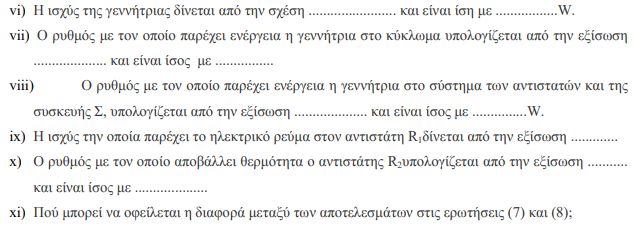 vi) Η ισχύς της γεννήτριας δίνεται από την σχέση ......................... και είναι ίση με ..................W.
vii) Ο ρυθμός με τον οποίο παρέχει ενέργεια η γεννήτρια στο κύκλωμα υπολογίζεται από την εξίσωση
..................... και είναι ίσος με .................
viii) Ο ρυθμός με τον οποίο παρέχει ενέργεια η γεννήτρια στο σύστημα των αντιστατών και της
συσκευής Σ, υπολογίζεται από την εξίσωση ..................... και είναι ίσος με ................W.
ix) Η ισχύς την οποία παρέχει το ηλεκτρικό ρεύμα στον αντιστάτη R₁δίνεται από την εξίσωση .............
x) Ο ρυθμός με τον οποίο αποβάλλει θερμότητα ο αντιστάτης R₂υπολογίζεται από την εξίσωση ...........
και είναι ίσος με .....................
xi) Πού μπορεί να οφείλεται η διαφορά μεταξύ των αποτελεσμάτων στις ερωτήσεις (7) και (8);